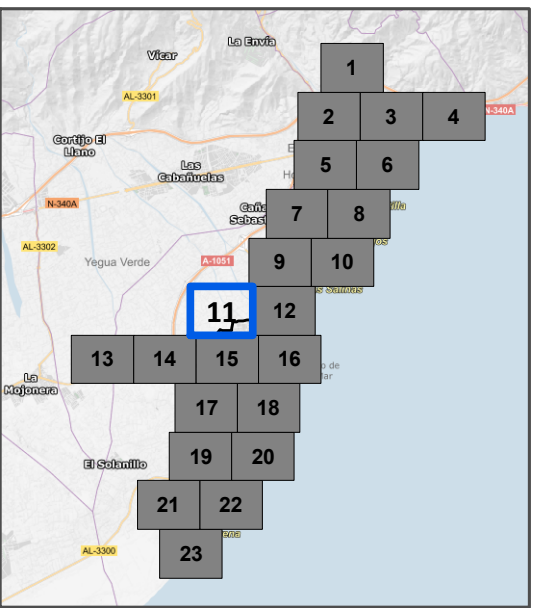 La Envía
Vícar
1
AL-3301
2
3
4
N-340A
Cortijo El
Llano
Las
Cabañuelas
5
6
N-340A
7
8
AL-3302
Yegua Verde
A-1051
9
10
s Salinas
11
12
13
14
15
16
La
Mojonera
17
18
El Solanillo
19
20
21
22
AL-3300
23